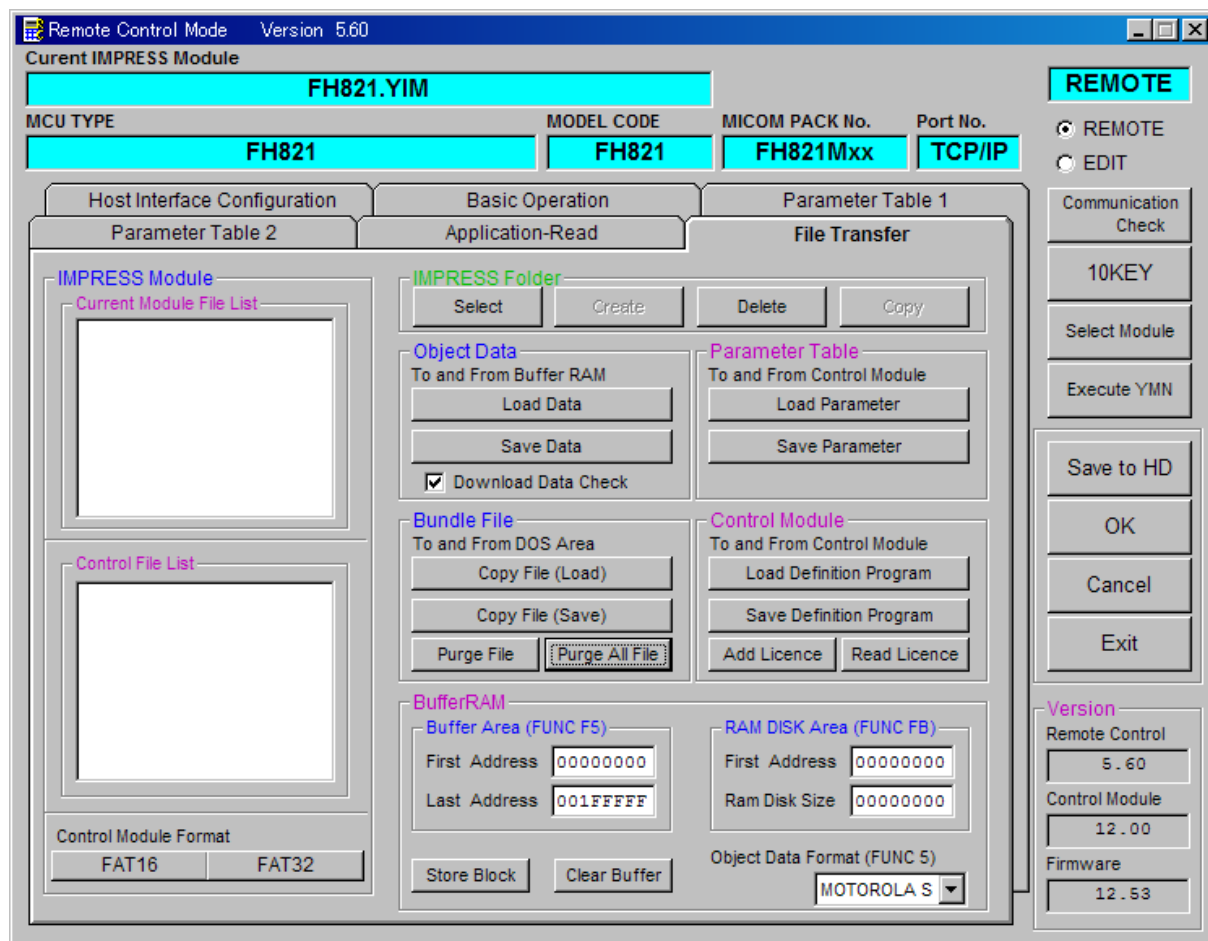 Remote Control Mode Version 5.60
Curent IMPRESS Module
FH821.YIM
REMOTE
MCU TYPE MODEL CODE MICOM PACK No. Port No.
FH821 FH821 FH821Mxx TCP/IP
REMOTE
EDIT
Host Interface Configuration Basic Operation Parameter Table 1
Parameter Table 2 Application-Read File Transfer
IMPRESS Module
Current Module File List
Control File List
Control Module Format
FAT16 FAT32
IMPRESS Folder
Select Create Delete Copy
Object Data
To and From Buffer RAM
Load Data
Save Data
Download Data Check
Parameter Table
To and From Control Module
Load Parameter
Save Parameter
Bundle File
To and From DOS Area
Copy File (Load)
Copy File (Save)
Purge File Purge All File
Control Module
To and From Control Module
Load Definition Program
Save Definition Program
Add Licence Read Licence
BufferRAM
Buffer Area (FUNC F5)
First Address 00000000
Last Address 001FFFFF
RAM DISK Area (FUNC FB)
First Address 00000000
Ram Disk Size 00000000
Store Block Clear Buffer
Object Data Format (FUNC 5)
MOTOROLA S
Communication
Check
10KEY
Select Module
Execute YMN
Save to HD
OK
Cancel
Exit
Version
Remote Control
5.60
Control Module
12.00
Firmware
12.53